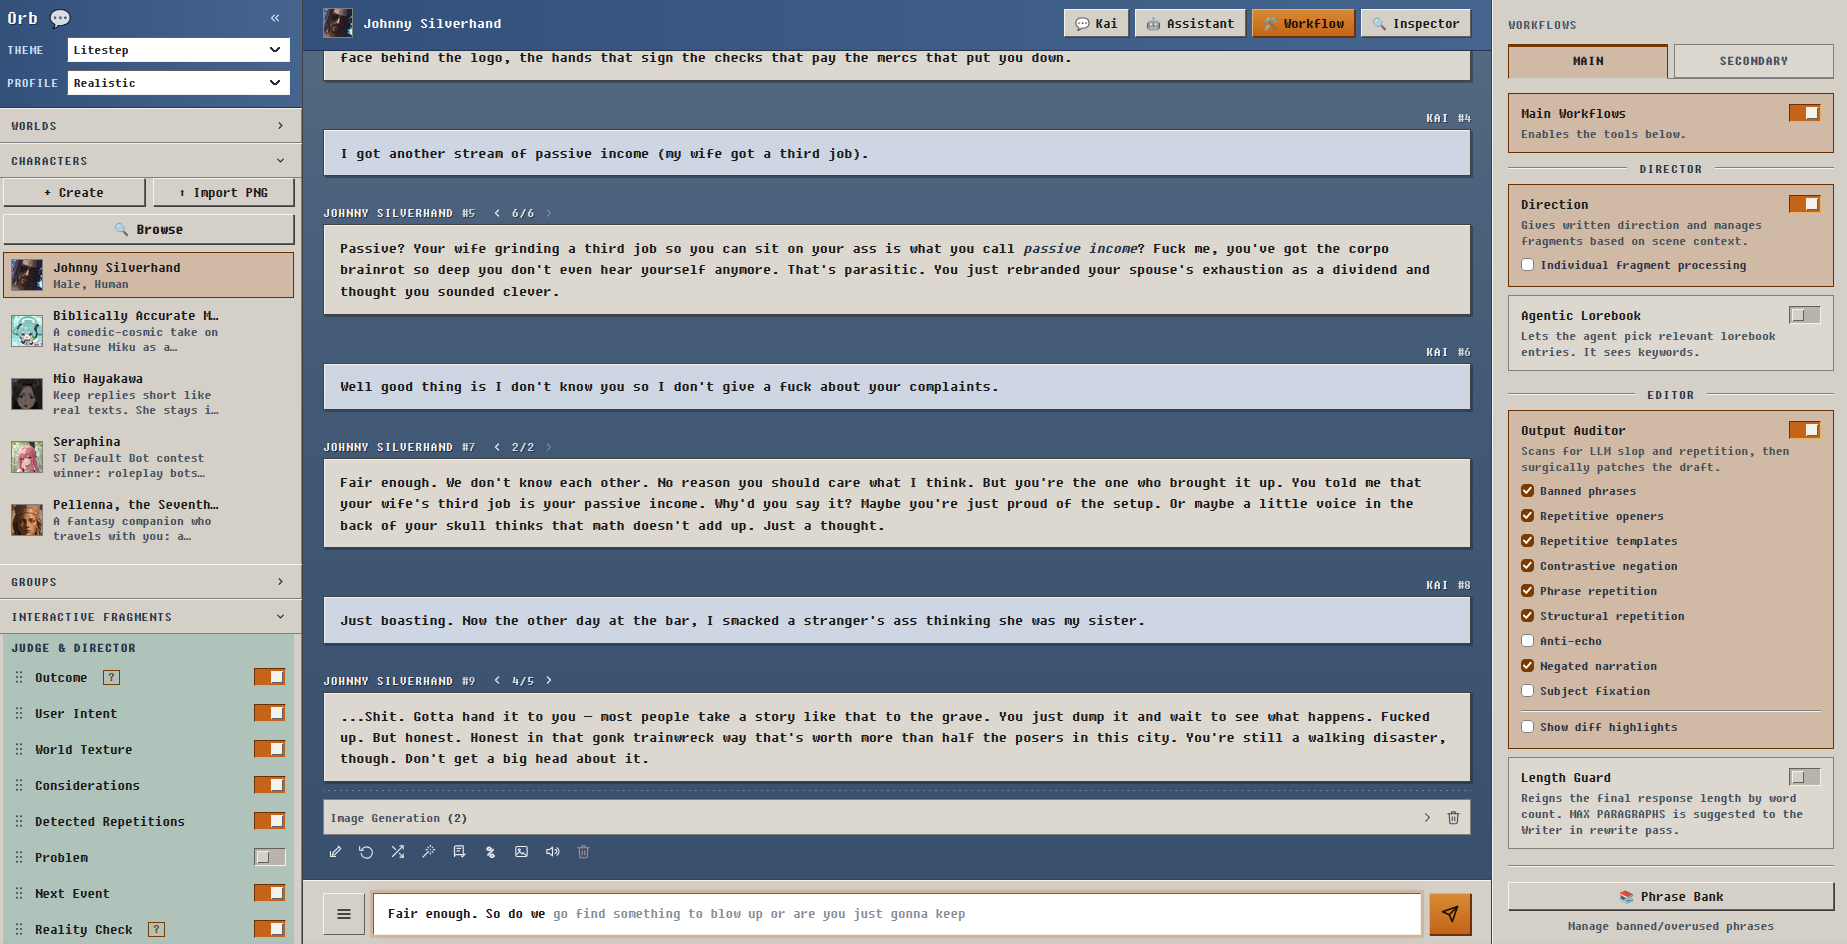 Orb 💬
«
THEME
Litestep
PROFILE
Realistic
WORLDS
CHARACTERS
+ Create
↑ Import PNG
🔍 Browse
Johnny Silverhand
Male, Human
Biblically Accurate M…
A comedic-cosmic take on
Hatsune Miku as a…
Mio Hayakawa
Keep replies short like
real texts. She stays i…
Seraphina
ST Default Bot contest
winner: roleplay bots…
Pellenna, the Seventh…
A fantasy companion who
travels with you: a…
GROUPS
INTERACTIVE FRAGMENTS
JUDGE & DIRECTOR
Outcome ?
User Intent
World Texture
Considerations
Detected Repetitions
Problem
Next Event
Reality Check ?
Johnny Silverhand
💬 Kai
🤖 Assistant
🛠️ Workflow
🔍 Inspector
face behind the logo, the hands that sign the checks that pay the mercs that put you down.
KAI #4
I got another stream of passive income (my wife got a third job).
JOHNNY SILVERHAND #5 < 6/6 >
Passive? Your wife grinding a third job so you can sit on your ass is what you call passive income? Fuck me, you've got the corpo
brainrot so deep you don't even hear yourself anymore. That's parasitic. You just rebranded your spouse's exhaustion as a dividend and
thought you sounded clever.
KAI #6
Well good thing is I don't know you so I don't give a fuck about your complaints.
JOHNNY SILVERHAND #7 < 2/2 >
Fair enough. We don't know each other. No reason you should care what I think. But you're the one who brought it up. You told me that
your wife's third job is your passive income. Why'd you say it? Maybe you're just proud of the setup. Or maybe a little voice in the
back of your skull thinks that math doesn't add up. Just a thought.
KAI #8
Just boasting. Now the other day at the bar, I smacked a stranger's ass thinking she was my sister.
JOHNNY SILVERHAND #9 < 4/5 >
...Shit. Gotta hand it to you — most people take a story like that to the grave. You just dump it and wait to see what happens. Fucked
up. But honest. Honest in that gonk trainwreck way that's worth more than half the posers in this city. You're still a walking disaster,
though. Don't get a big head about it.
Image Generation (2)
Fair enough. So do we go find something to blow up or are you just gonna keep
WORKFLOWS
MAIN
SECONDARY
Main Workflows
Enables the tools below.
DIRECTOR
Direction
Gives written direction and manages
fragments based on scene context.
Individual fragment processing
Agentic Lorebook
Lets the agent pick relevant lorebook
entries. It sees keywords.
EDITOR
Output Auditor
Scans for LLM slop and repetition, then
surgically patches the draft.
Banned phrases
Repetitive openers
Repetitive templates
Contrastive negation
Phrase repetition
Structural repetition
Anti-echo
Negated narration
Subject fixation
Show diff highlights
Length Guard
Reigns the final response length by word
count. MAX PARAGRAPHS is suggested to the
Writer in rewrite pass.
📚 Phrase Bank
Manage banned/overused phrases